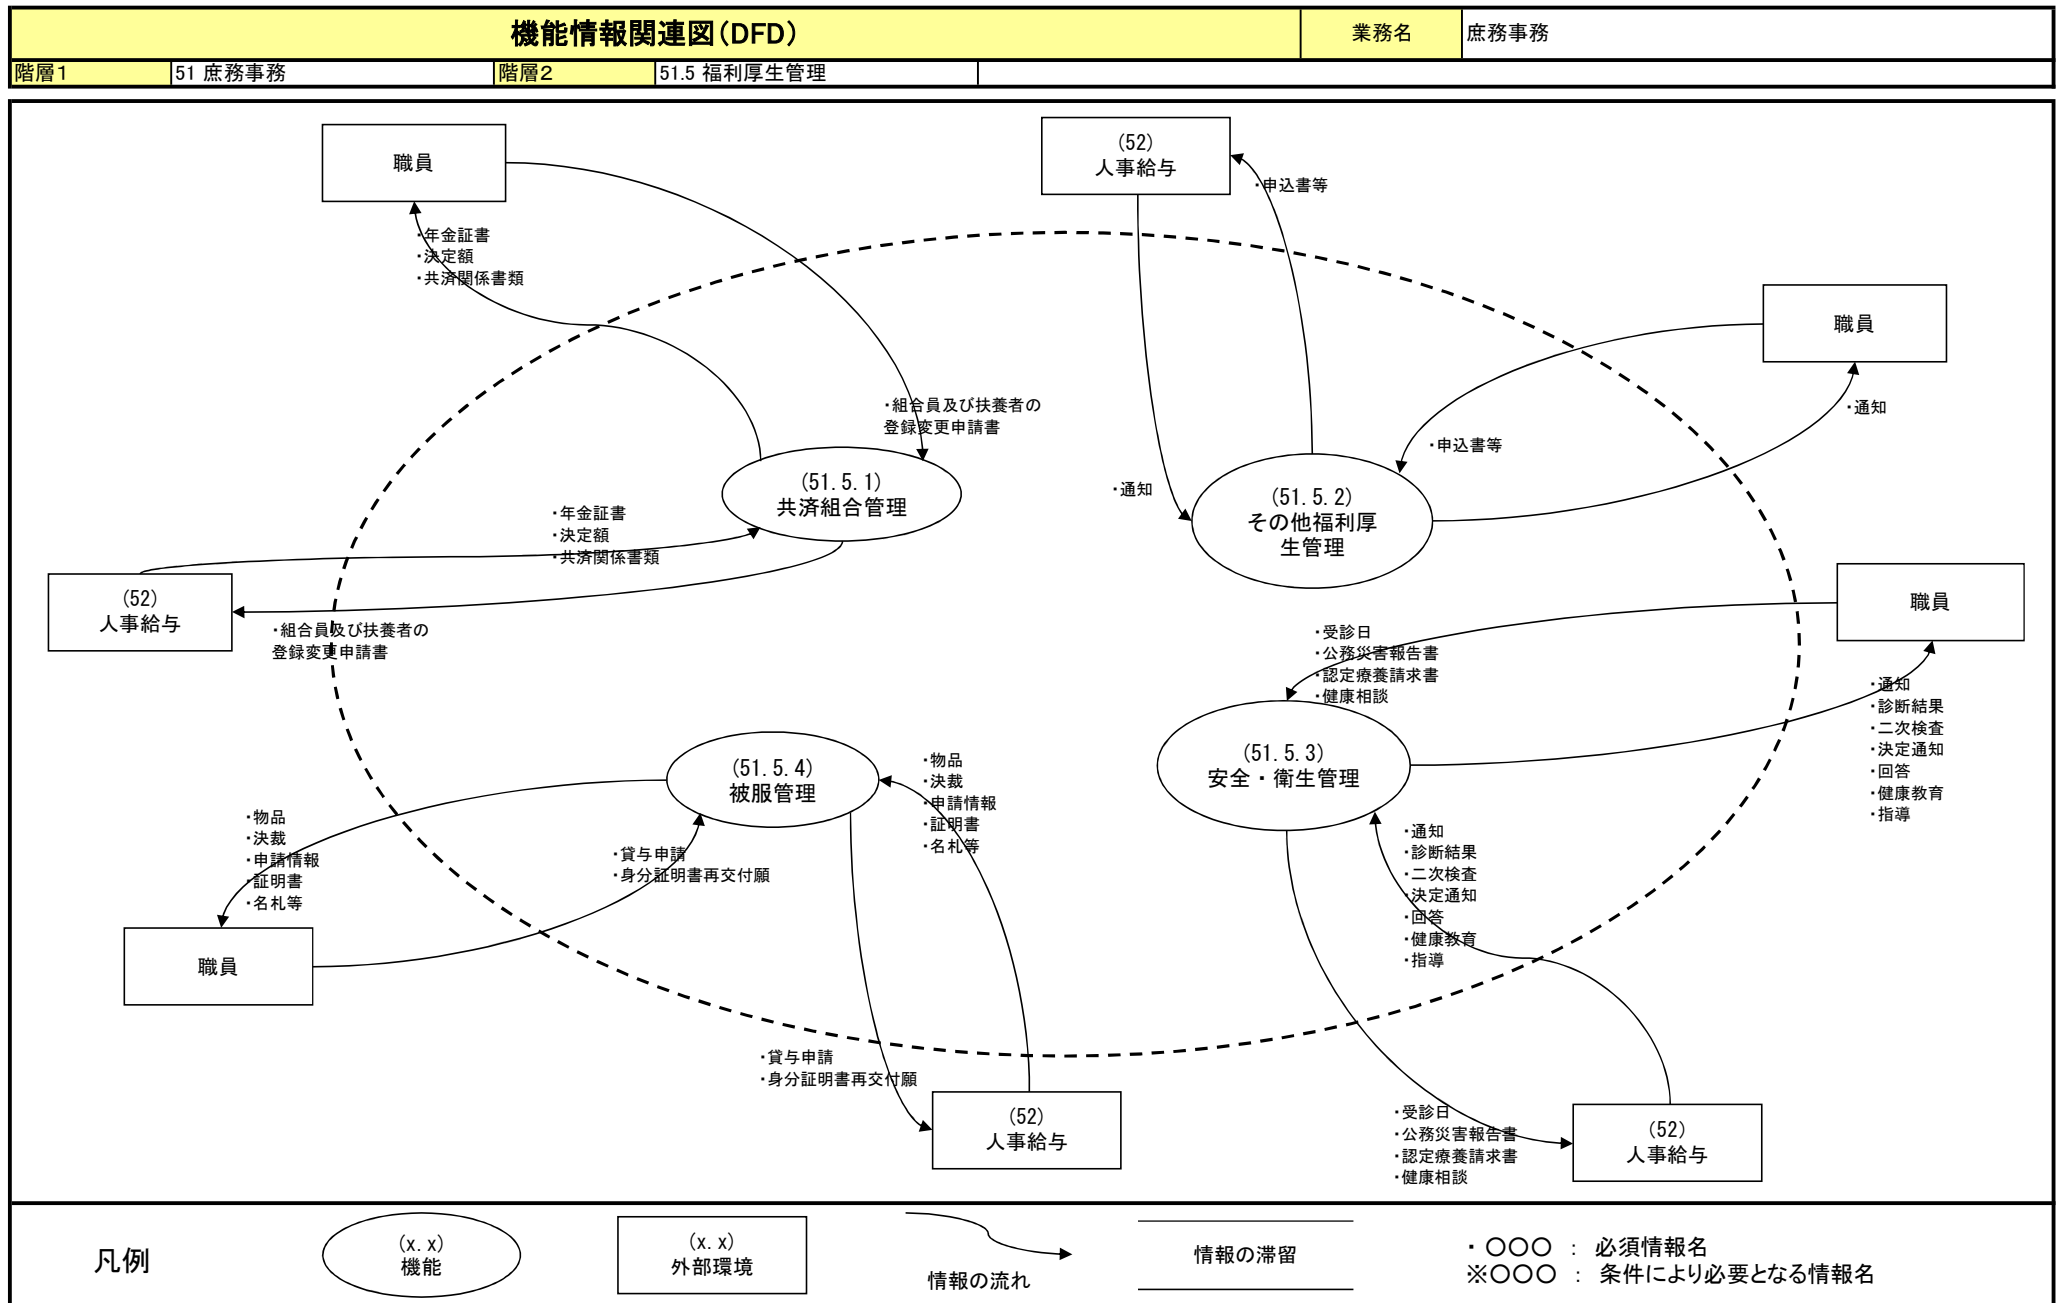 機能情報関連図(DFD)
業務名
庶務事務
階層1
51 庶務事務
階層2
51.5 福利厚生管理
職員
・年金証書
・決定額
・共済関係書類
・組合員及び扶養者の
登録変更申請書
(51.5.1)
共済組合管理
・年金証書
・決定額
・共済関係書類
(52)
人事給与
・組合員及び扶養者の
登録変更申請書
(52)
人事給与
・申込書等
・通知
職員
・申込書等
・通知
(51.5.2)
その他福利厚
生管理
職員
・受診日
・公務災害報告書
・認定療養請求書
・健康相談
(51.5.3)
安全・衛生管理
・通知
・診断結果
・二次検査
・決定通知
・回答
・健康教育
・指導
・通知
・診断結果
・二次検査
・決定通知
・回答
・健康教育
・指導
・受診日
・公務災害報告書
・認定療養請求書
・健康相談
(52)
人事給与
(51.5.4)
被服管理
・物品
・決裁
・申請情報
・証明書
・名札等
・物品
・決裁
・申請情報
・証明書
・名札等
・貸与申請
・身分証明書再交付願
職員
・貸与申請
・身分証明書再交付願
(52)
人事給与
凡例
(x.x)
機能
(x.x)
外部環境
情報の流れ
情報の滞留
・○○○ : 必須情報名
※○○○ : 条件により必要となる情報名